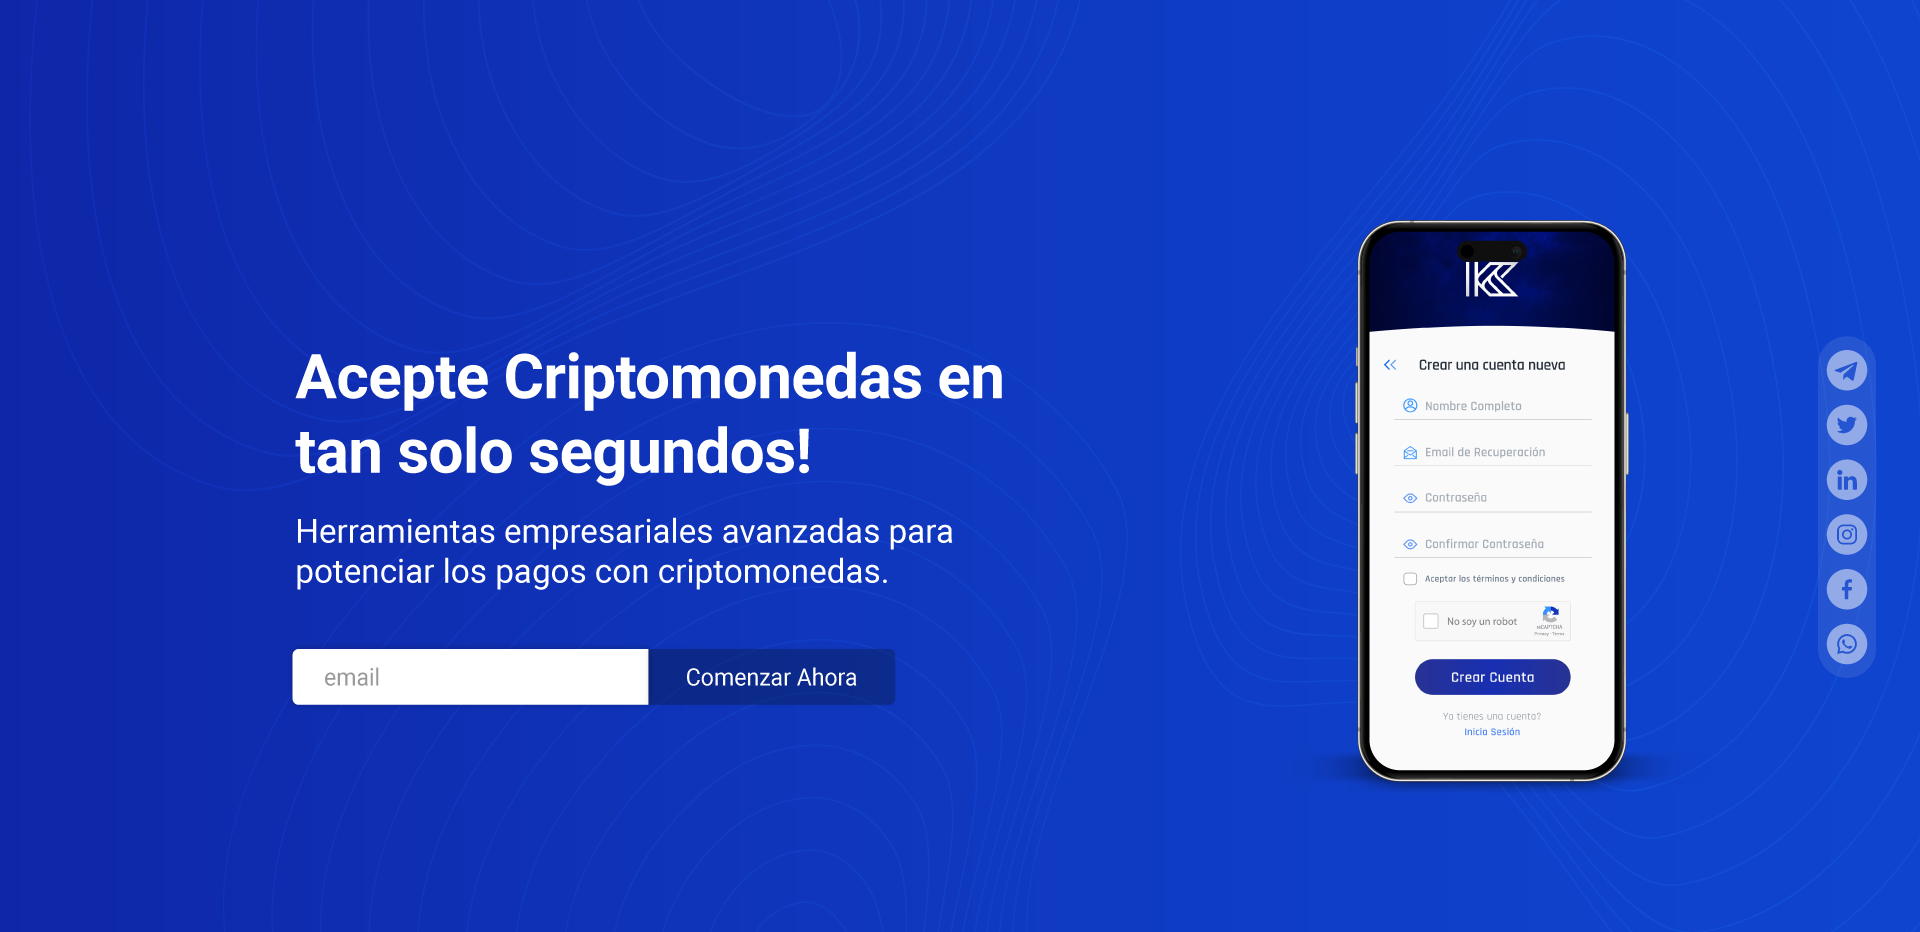 Acepte Criptomonedas en
tan solo segundos!
Herramientas empresariales avanzadas para
potenciar los pagos con criptomonedas.
email
Comenzar Ahora
Crear una cuenta nueva
Nombre Completo
Email de Recuperación
Contraseña
Confirmar Contraseña
Aceptar los términos y condiciones
No soy un robot
reCAPTCHA
Privacy - Terms
Crear Cuenta
Ya tienes una cuenta?
Inicia Sesión